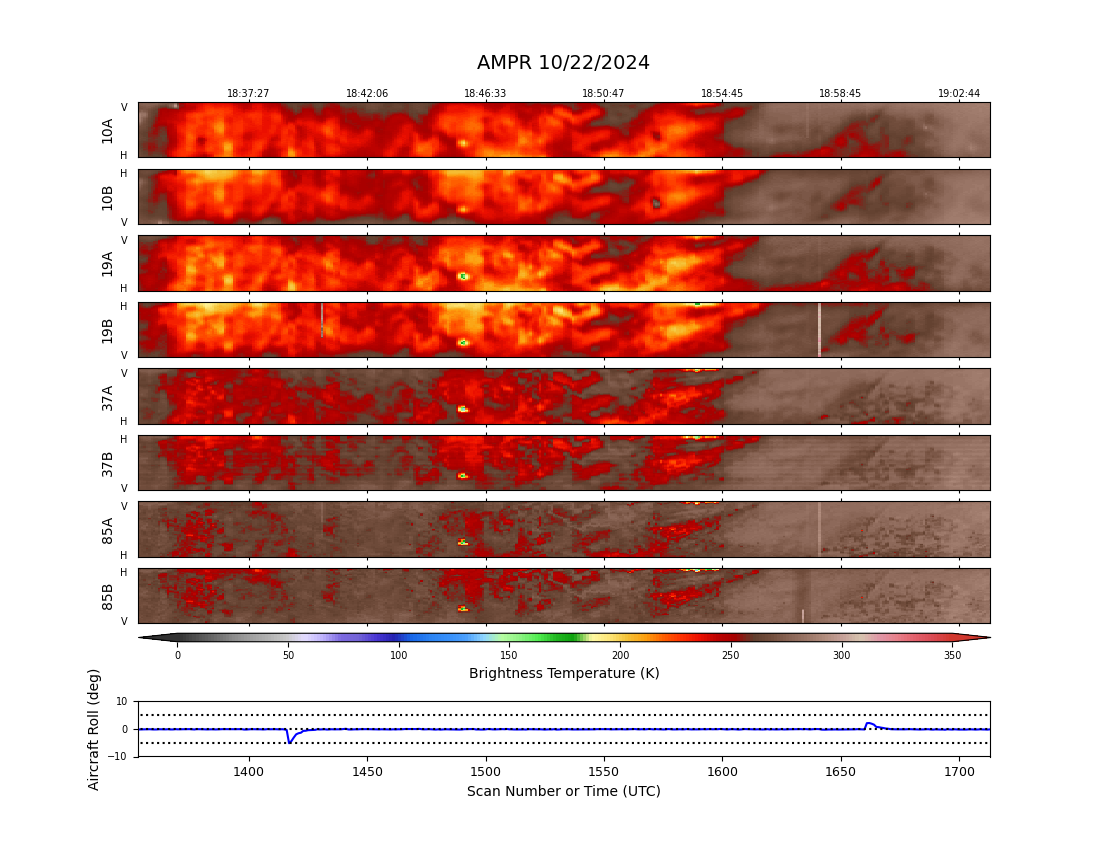 AMPR 10/22/2024
18:37:27 18:42:06 18:46:33 18:50:47 18:54:45 18:58:45 19:02:44
V
10A
H
H
10B
V
V
19A
H
H
19B
V
V
37A
H
H
37B
V
V
85A
H
H
85B
V
0 50 100 150 200 250 300 350
Brightness Temperature (K)
Aircraft Roll (deg)
10
0
−10
1400 1450 1500 1550 1600 1650 1700
Scan Number or Time (UTC)